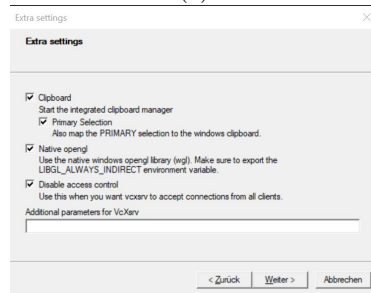 Extra settings
Extra settings
Clipboard
Start the integrated clipboard manager
Primary Selection
Also map the PRIMARY selection to the windows clipboard.
Native opengl
Use the native windows opengl library (wgl). Make sure to export the
LIBGL_ALWAYS_INDIRECT environment variable.
Disable access control
Use this when you want vcxsrv to accept connections from all clients.
Additional parameters for VcXsrv
< Zurück Weiter > Abbrechen